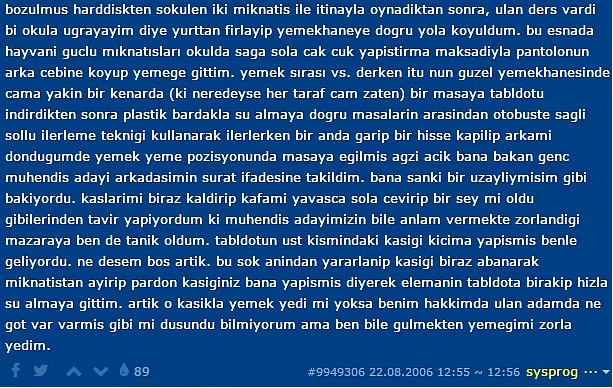 bozulmus harddiskten sokulen iki miknatis ile itinayla oynadiktan sonra, ulan ders vardi
bi okula ugrayayim diye yurttan firlayip yemekhaneye dogru yola koyuldum. bu esnada
hayvani guclu mıknatısları okulda saga sola cak cuk yapistirma maksadiyla pantolonun
arka cebine koyup yemege gittim. yemek sırası vs. derken itu nun guzel yemekhanesinde
cama yakin bir kenarda (ki neredeyse her taraf cam zaten) bir masaya tabldotu
indirdikten sonra plastik bardakla su almaya dogru masalarin arasindan otobuste sagli
sollu ilerleme teknigi kullanarak ilerlerken bir anda garip bir hisse kapilip arkami
dondugumde yemek yeme pozisyonunda masaya egilmis agzi acik bana bakan genc
muhendis adayi arkadasimin surat ifadesine takildim. bana sanki bir uzayliymisim gibi
bakiyordu. kaslarimi biraz kaldirip kafami yavasca sola cevirip bir sey mi oldu
gibilerinden tavir yapiyordum ki muhendis adayimizin bile anlam vermekte zorlandigi
mazaraya ben de tanik oldum. tabldotun ust kismindaki kasigi kicima yapismis benle
geliyordu. ne desem bos artik. bu sok anindan yararlanip kasigi biraz abanarak
miknatistan ayirip pardon kasiginiz bana yapismis diyerek elemanin tabldota birakip hizla
su almaya gittim. artik o kasikla yemek yedi mi yoksa benim hakkimda ulan adamda ne
got var varmis gibi mi dusundu bilmiyorum ama ben bile gulmekten yemegimi zorla
yedim.
89 #9949306 22.08.2006 12:55 ~ 12:56 sysprog ...